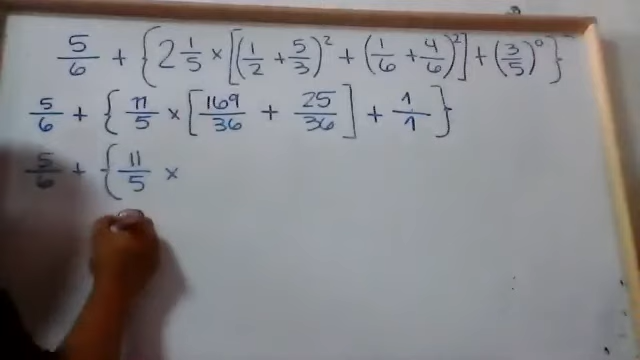 5/6 + { 2 1/5 × [ (1/2 + 5/3)² + (1/6 + 4/6)² ] + (3/5)⁰ }
5/6 + { 11/5 × [ 169/36 + 25/36 ] + 1/1 }
5/6 + { 11/5 ×